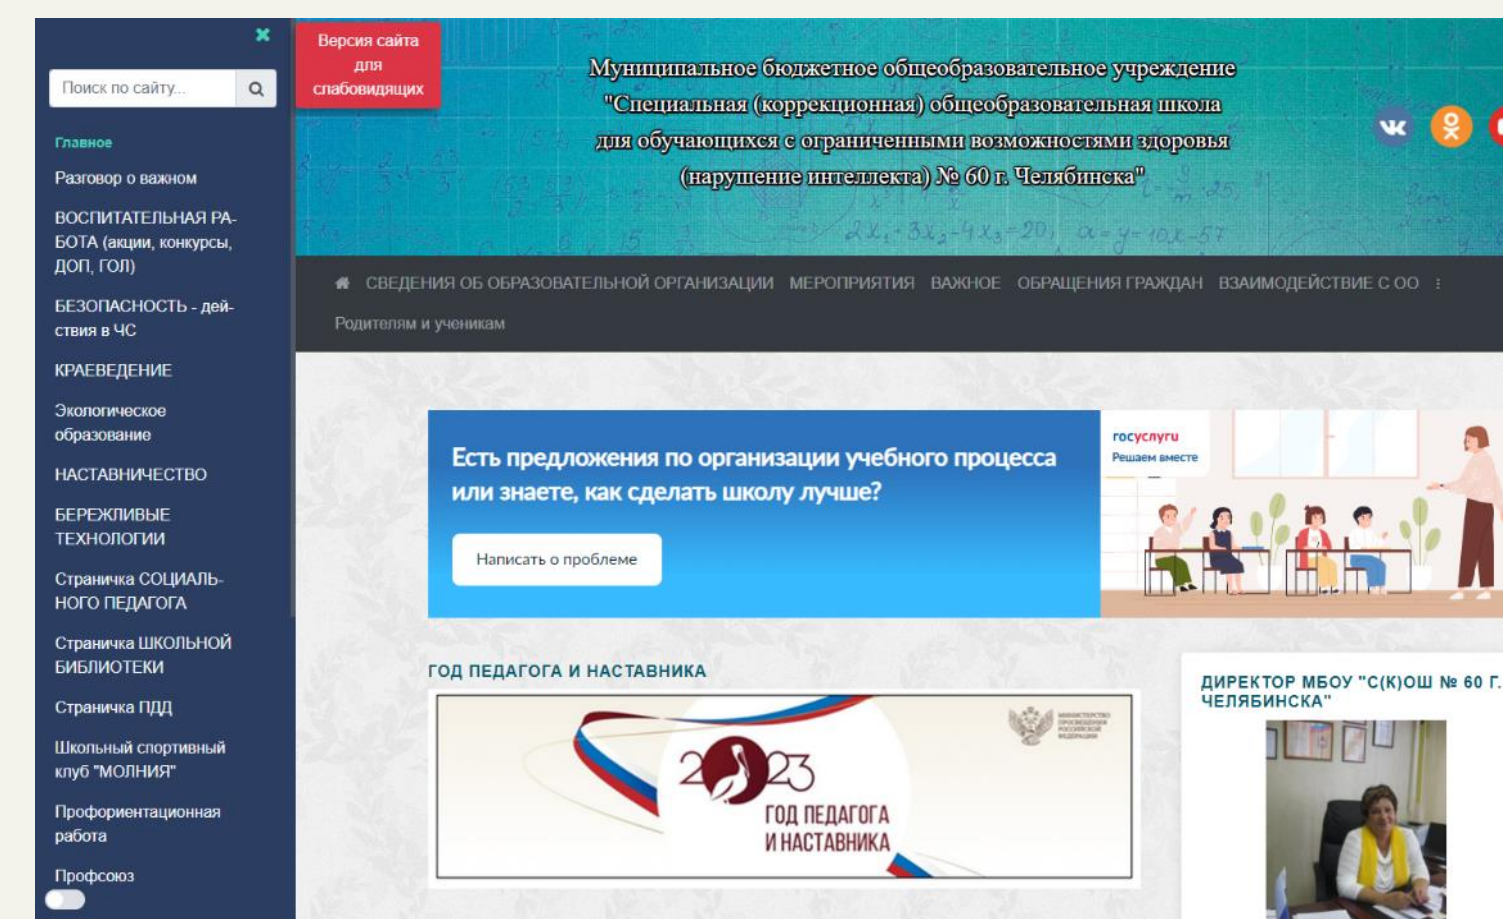 Поиск по сайту...
Главное
Разговор о важном
ВОСПИТАТЕЛЬНАЯ РА-
БОТА (акции, конкурсы,
ДОП, ГОЛ)
БЕЗОПАСНОСТЬ - дей-
ствия в ЧС
КРАЕВЕДЕНИЕ
Экологическое
образование
НАСТАВНИЧЕСТВО
БЕРЕЖЛИВЫЕ
ТЕХНОЛОГИИ
Страничка СОЦИАЛЬ-
НОГО ПЕДАГОГА
Страничка ШКОЛЬНОЙ
БИБЛИОТЕКИ
Страничка ПДД
Школьный спортивный
клуб "МОЛНИЯ"
Профориентационная
работа
Профсоюз
Версия сайта
для
слабовидящих
Муниципальное бюджетное общеобразовательное учреждение
"Специальная (коррекционная) общеобразовательная школа
для обучающихся с ограниченными возможностями здоровья
(нарушение интеллекта) № 60 г. Челябинска"
СВЕДЕНИЯ ОБ ОБРАЗОВАТЕЛЬНОЙ ОРГАНИЗАЦИИ МЕРОПРИЯТИЯ ВАЖНОЕ ОБРАЩЕНИЯ ГРАЖДАН ВЗАИМОДЕЙСТВИЕ С ОО
Родителям и ученикам
Есть предложения по организации учебного процесса
или знаете, как сделать школу лучше?
Написать о проблеме
госуслуги
Решаем вместе
ГОД ПЕДАГОГА И НАСТАВНИКА
МИНИСТЕРСТВО
ПРОСВЕЩЕНИЯ
РОССИЙСКОЙ
ФЕДЕРАЦИИ
2023
ГОД ПЕДАГОГА
И НАСТАВНИКА
ДИРЕКТОР МБОУ "С(К)ОШ № 60 Г.
ЧЕЛЯБИНСКА"